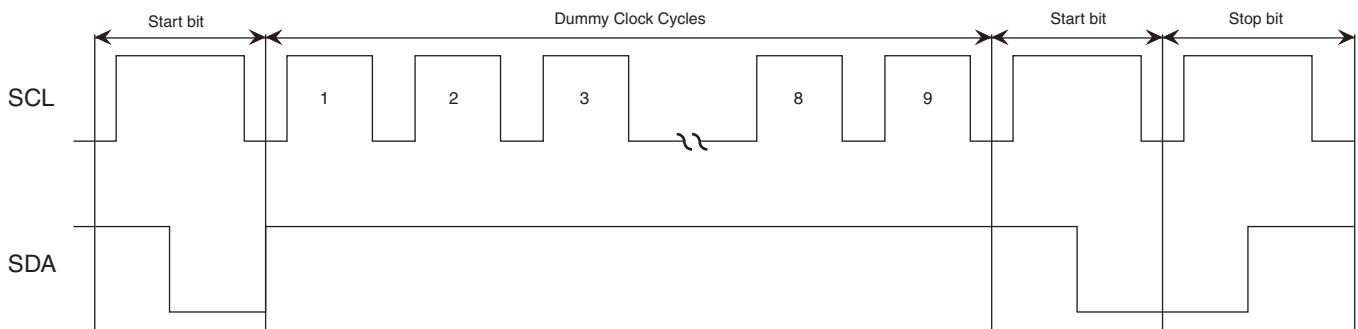 Start bit
Dummy Clock Cycles
Start bit
Stop bit
SCL
1
2
3
8
9
SDA